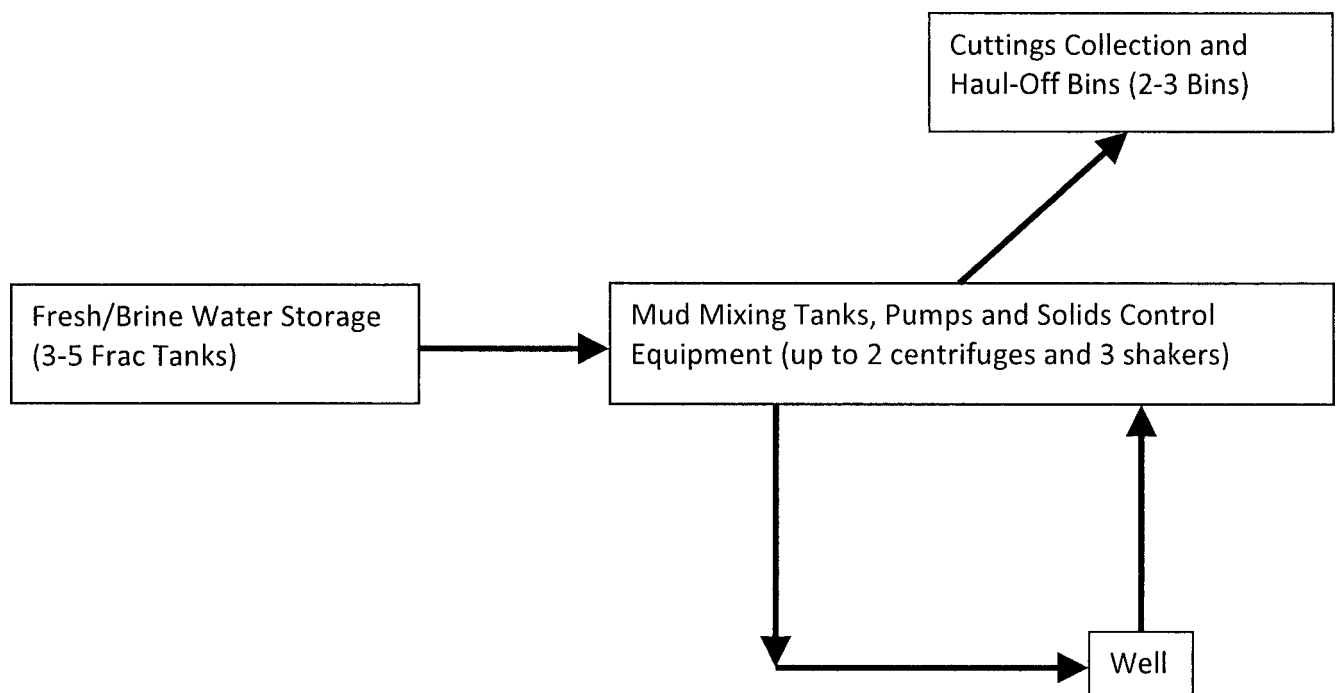 Cuttings Collection and
Haul-Off Bins (2-3 Bins)
Fresh/Brine Water Storage
(3-5 Frac Tanks)
Mud Mixing Tanks, Pumps and Solids Control
Equipment (up to 2 centrifuges and 3 shakers)
Well